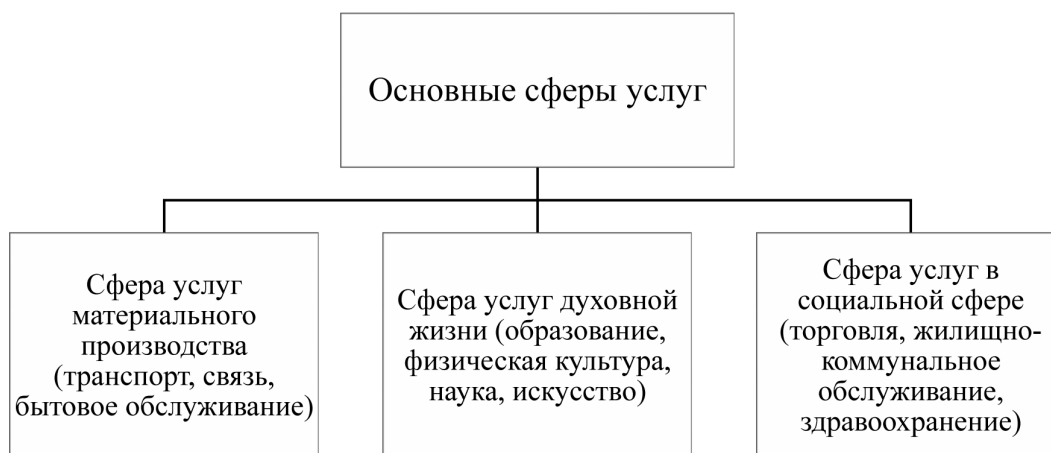 Основные сферы услуг
Сфера услуг
материального
производства
(транспорт, связь,
бытовое обслуживание)
Сфера услуг духовной
жизни (образование,
физическая культура,
наука, искусство)
Сфера услуг в
социальной сфере
(торговля, жилищно-
коммунальное
обслуживание,
здравоохранение)